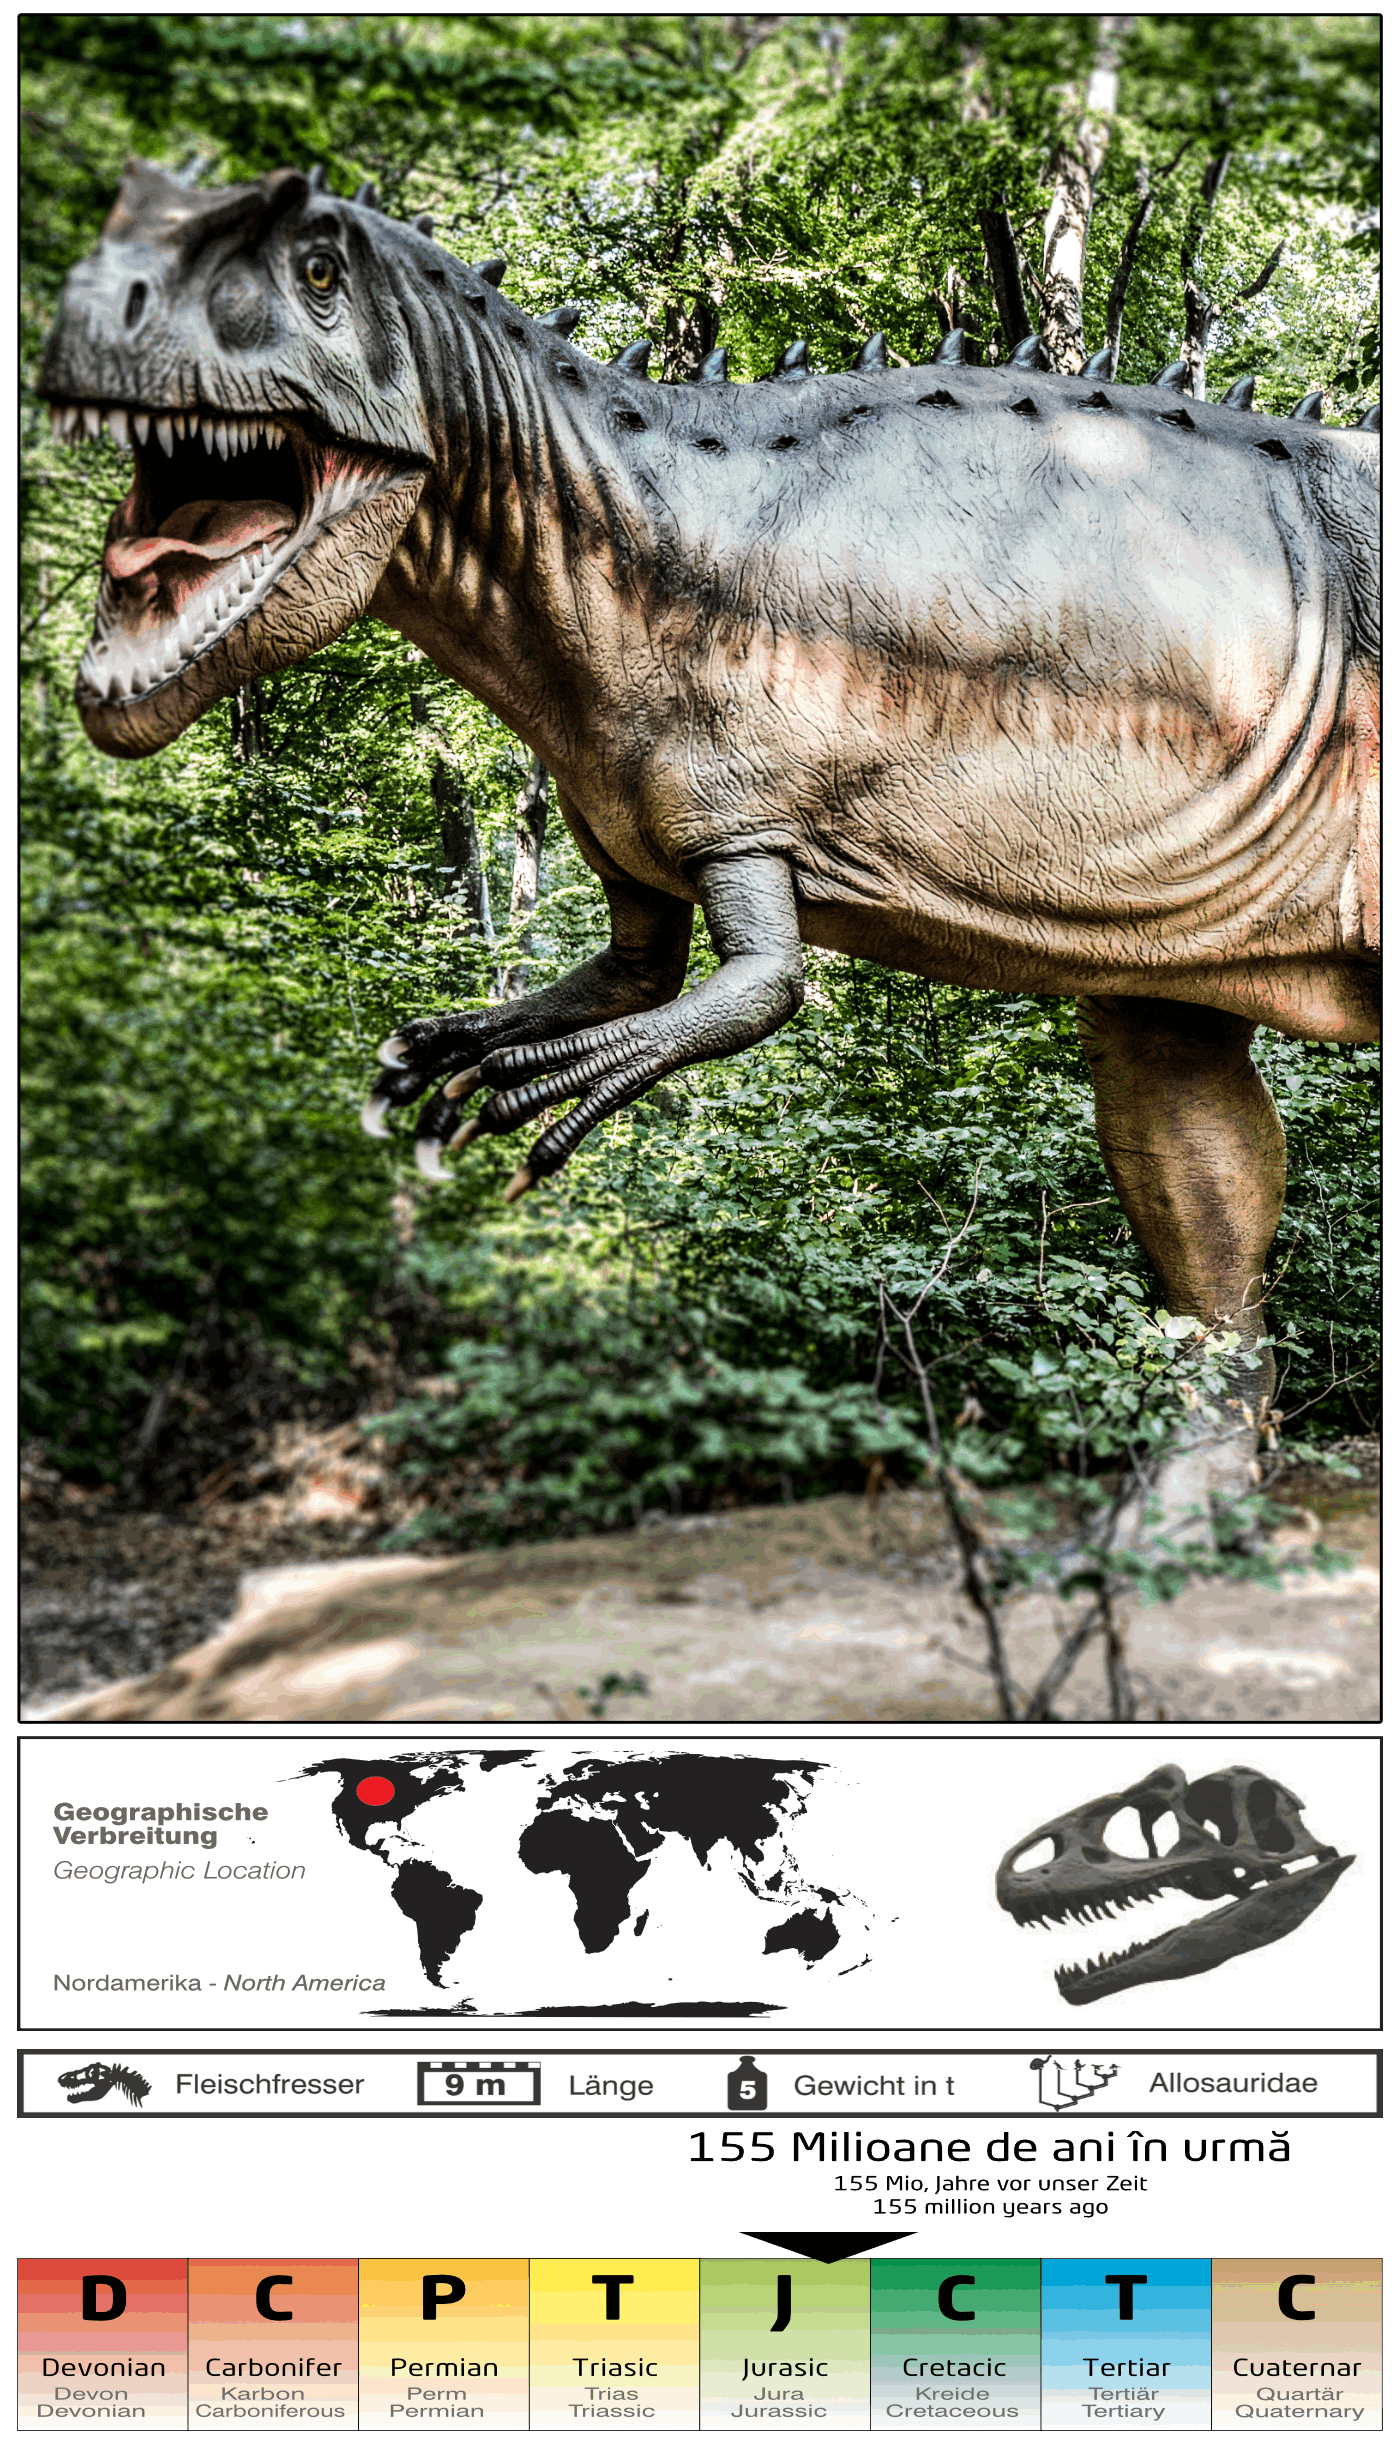 Geographische
Verbreitung
Geographic Location
Nordamerika - North America
Fleischfresser
9 m
Länge
5
Gewicht in t
Allosauridae
155 Milioane de ani în urmă
155 Mio, Jahre vor unser Zeit
155 million years ago
D C P T J C T C
Devonian Carbonifer Permian Triasic Jurasic Cretacic Tertiar Cuaternar
Devon Karbon Perm Trias Jura Kreide Tertiär Quartär
Devonian Carboniferous Permian Triassic Jurassic Cretaceous Tertiary Quaternary